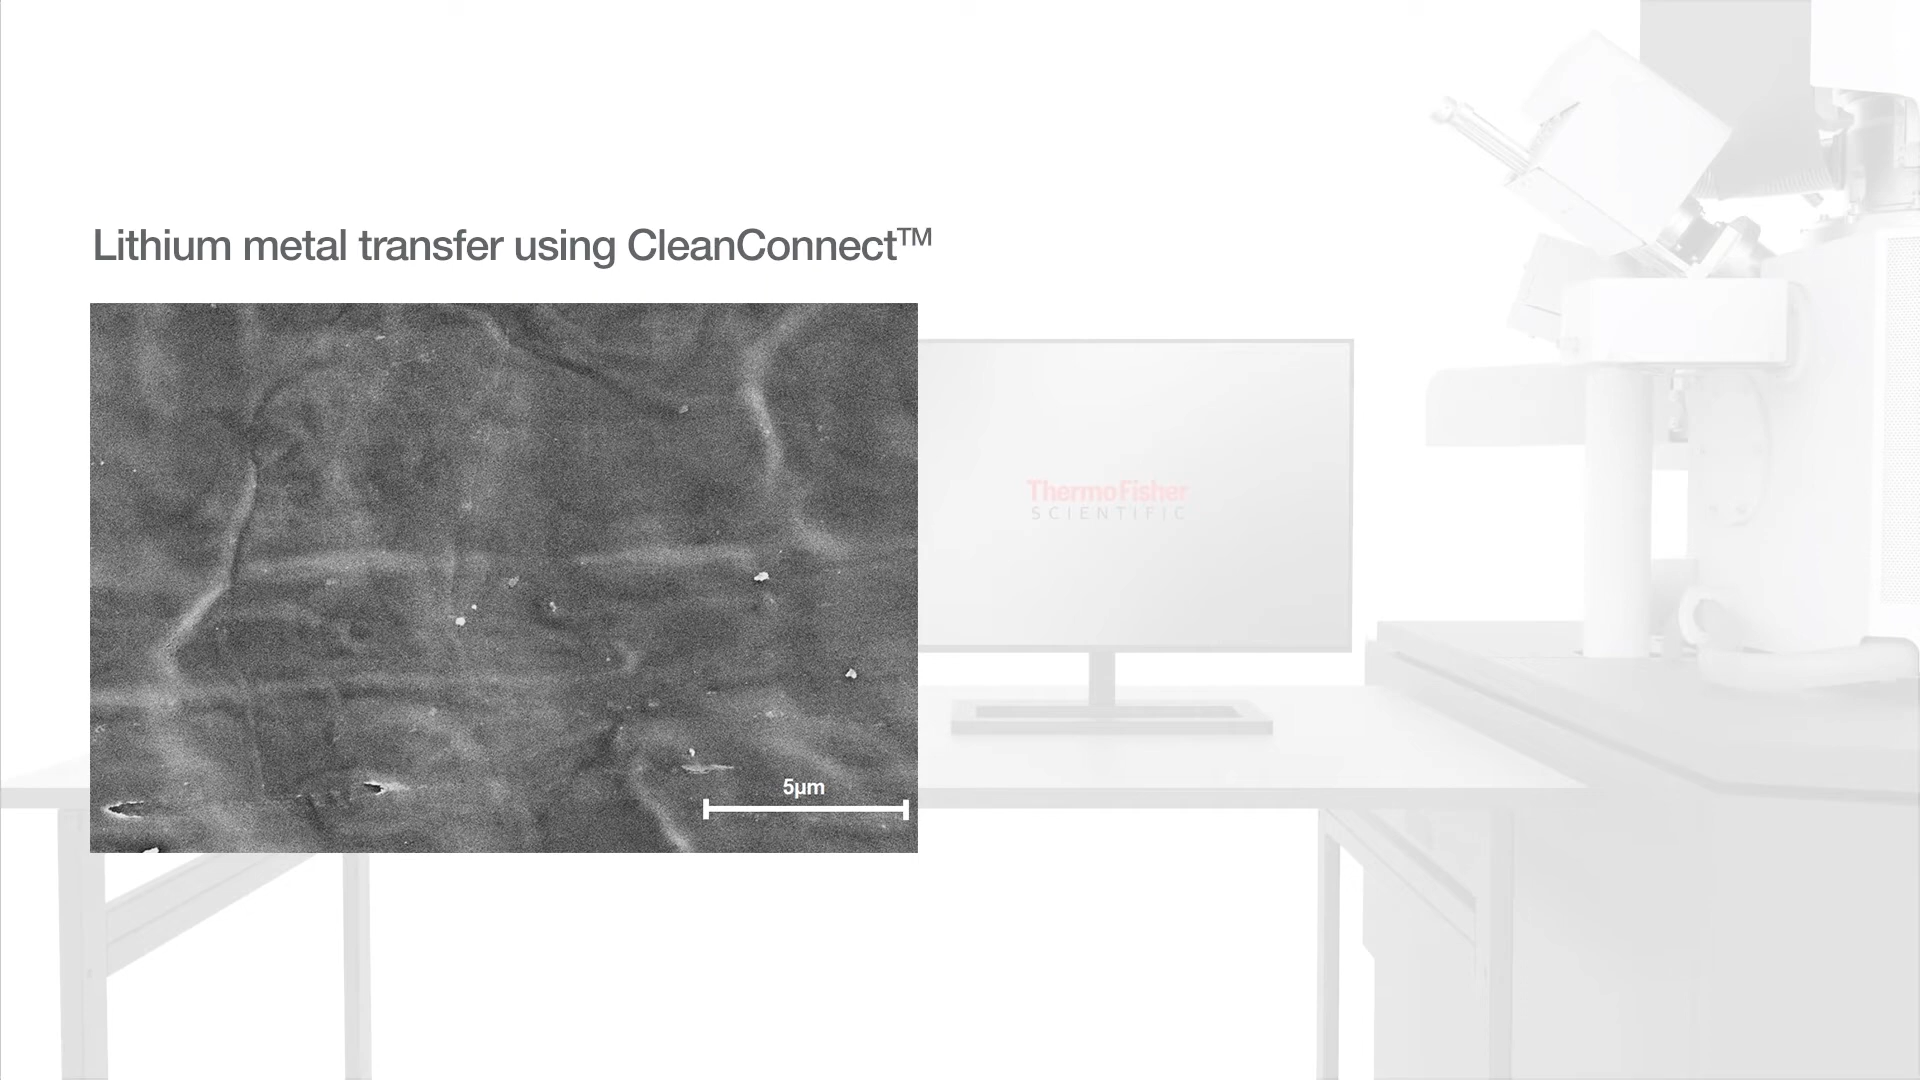 Lithium metal transfer using CleanConnect™
ThermoFisher
SCIENTIFIC
5µm